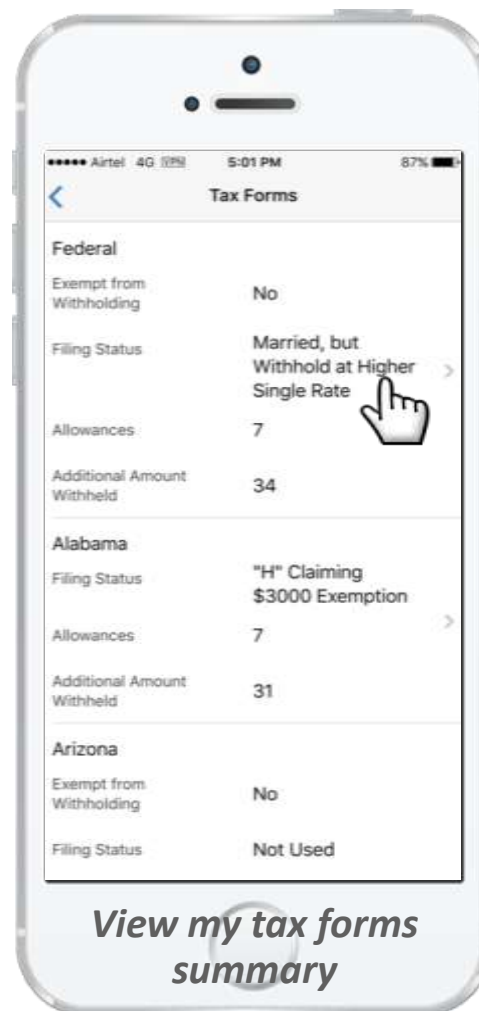 Airtel 4G VPN 5:01 PM 87%
Tax Forms
Federal
Exempt from
Withholding
No
Filing Status
Married, but
Withhold at Higher
Single Rate
Allowances
7
Additional Amount
Withheld
34
Alabama
Filing Status
"H" Claiming
$3000 Exemption
Allowances
7
Additional Amount
Withheld
31
Arizona
Exempt from
Withholding
No
Filing Status
Not Used
View my tax forms
summary